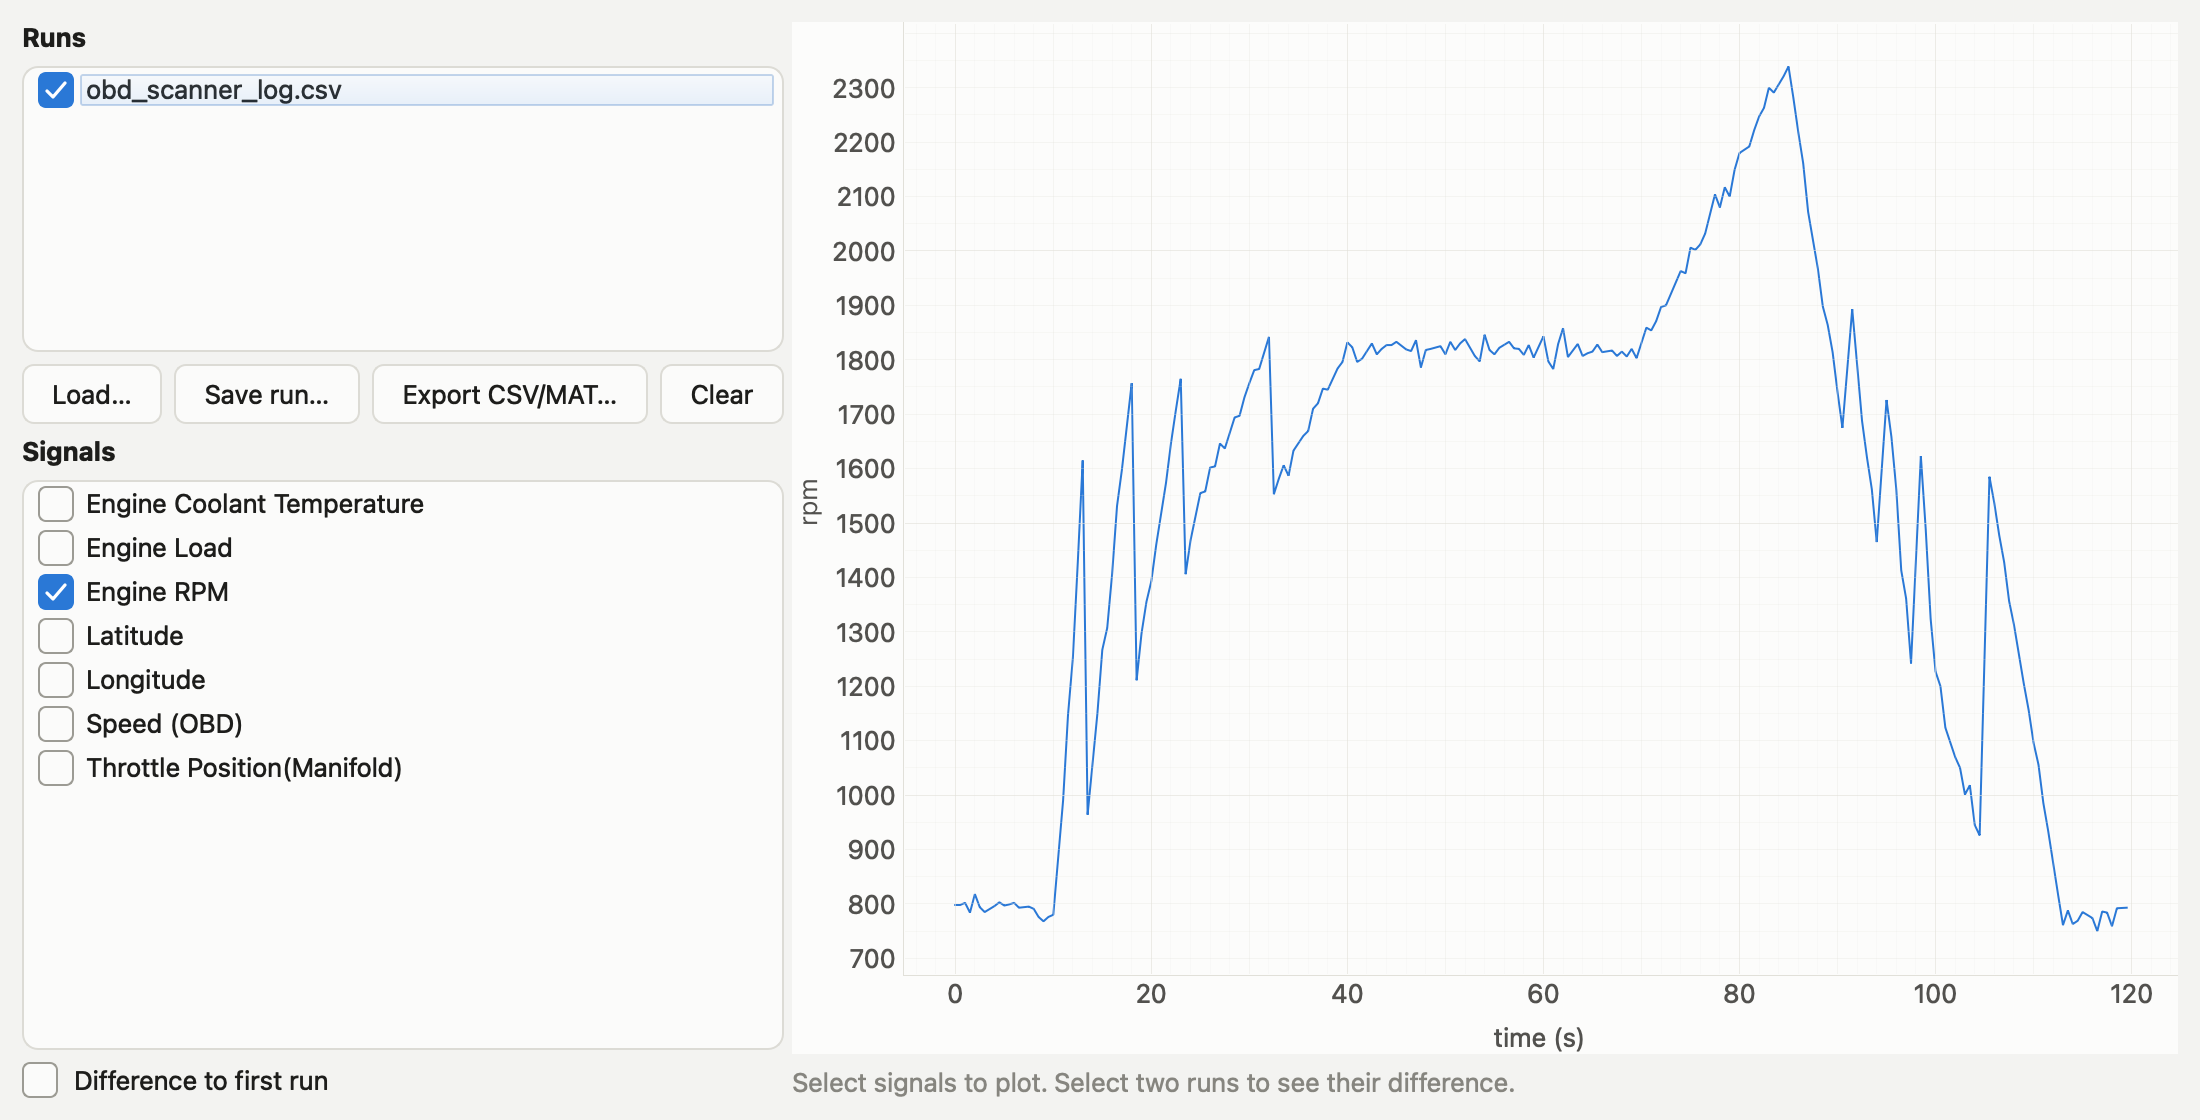 Runs
obd_scanner_log.csv
Load...
Save run...
Export CSV/MAT...
Clear
Signals
Engine Coolant Temperature
Engine Load
Engine RPM
Latitude
Longitude
Speed (OBD)
Throttle Position(Manifold)
Difference to first run
rpm
2300
2200
2100
2000
1900
1800
1700
1600
1500
1400
1300
1200
1100
1000
900
800
700
0 20 40 60 80 100 120
time (s)
Select signals to plot. Select two runs to see their difference.